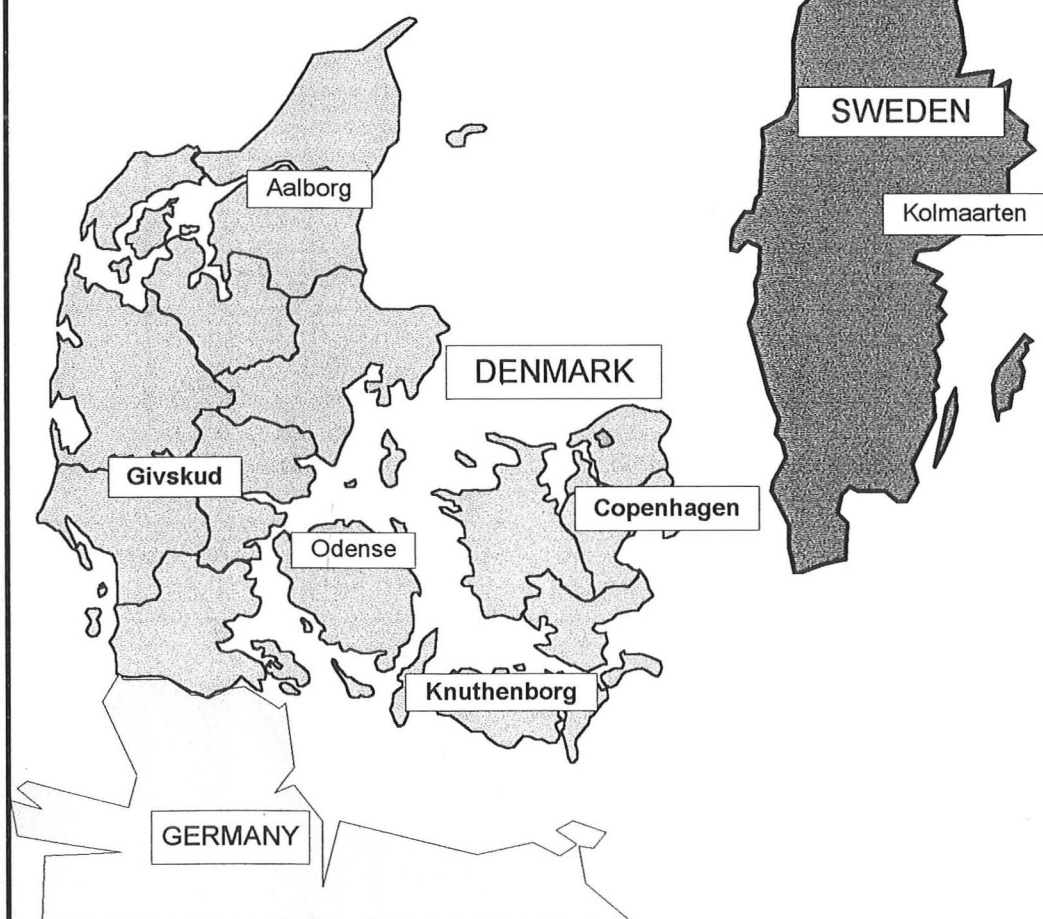 SWEDEN
Aalborg
Kolmaarten
DENMARK
Givskud
Copenhagen
Odense
Knuthenborg
GERMANY